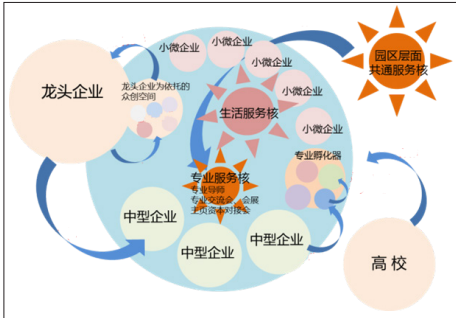 小微企业
小微企业
小微企业
小微企业
小微企业
园区层面
共通服务核
龙头企业
龙头企业为依托的
众创空间
生活服务核
专业孵化器
专业服务核
专业导师
专业交流会、会展
主页资本对接会
中型企业
中型企业
中型企业
高 校